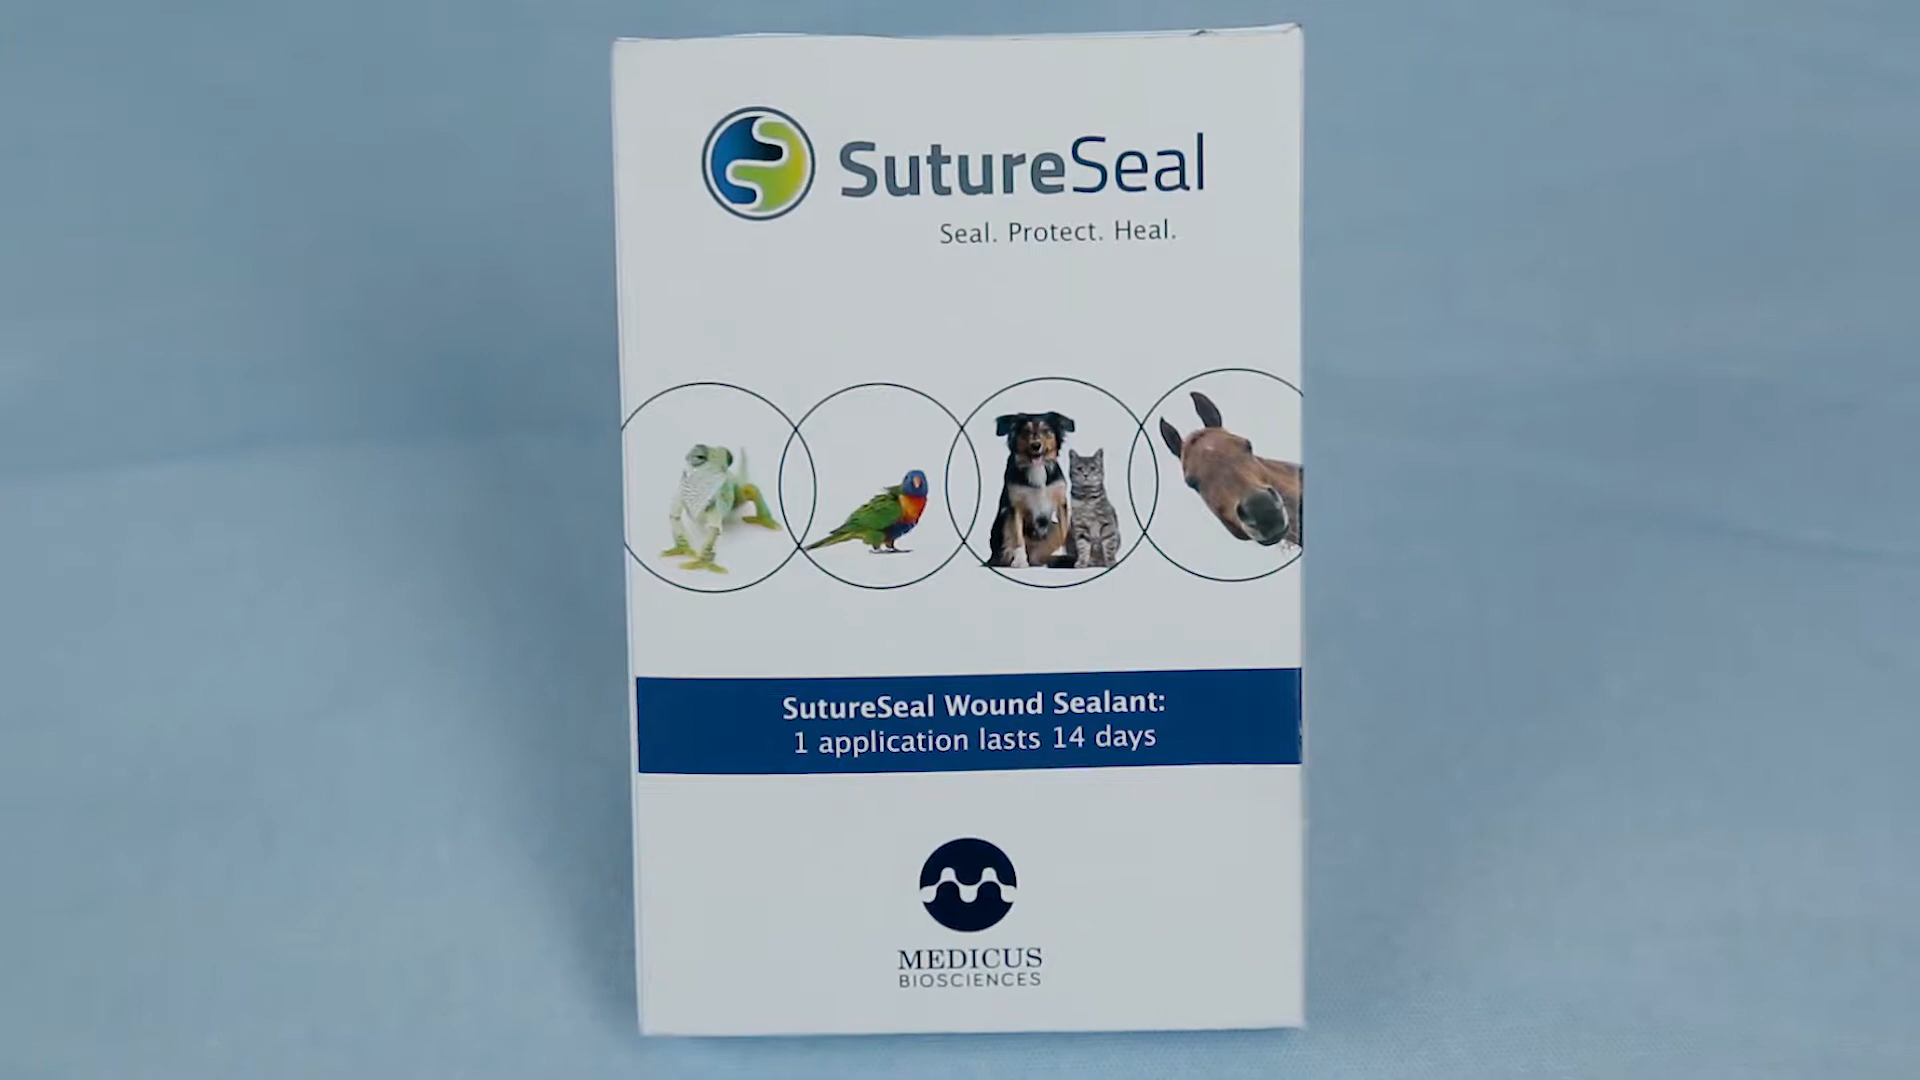 SutureSeal
Seal. Protect. Heal.
SutureSeal Wound Sealant:
1 application lasts 14 days
MEDICUS
BIOSCIENCES